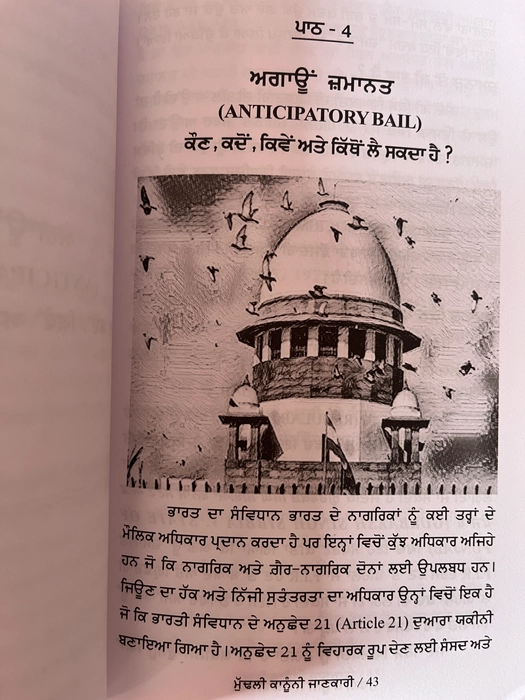 ਪਾਠ - 4
ਅਗਾਊਂ ਜ਼ਮਾਨਤ
(ANTICIPATORY BAIL)
ਕੌਣ, ਕਦੋਂ, ਕਿਵੇਂ ਅਤੇ ਕਿੱਥੋਂ ਲੈ ਸਕਦਾ ਹੈ ?
ਭਾਰਤ ਦਾ ਸੰਵਿਧਾਨ ਭਾਰਤ ਦੇ ਨਾਗਰਿਕਾਂ ਨੂੰ ਕਈ ਤਰ੍ਹਾਂ ਦੇ
ਮੌਲਿਕ ਅਧਿਕਾਰ ਪ੍ਰਦਾਨ ਕਰਦਾ ਹੈ ਪਰ ਇਨ੍ਹਾਂ ਵਿਚੋਂ ਕੁੱਝ ਅਧਿਕਾਰ ਅਜਿਹੇ
ਹਨ ਜੋ ਕਿ ਨਾਗਰਿਕ ਅਤੇ ਗ਼ੈਰ-ਨਾਗਰਿਕ ਦੋਨਾਂ ਲਈ ਉਪਲਬਧ ਹਨ।
ਜਿਊਣ ਦਾ ਹੱਕ ਅਤੇ ਨਿੱਜੀ ਸੁਤੰਤਰਤਾ ਦਾ ਅਧਿਕਾਰ ਉਨ੍ਹਾਂ ਵਿਚੋਂ ਇਕ ਹੈ
ਜੋ ਕਿ ਭਾਰਤੀ ਸੰਵਿਧਾਨ ਦੇ ਅਨੁਛੇਦ 21 (Article 21) ਦੁਆਰਾ ਯਕੀਨੀ
ਬਣਾਇਆ ਗਿਆ ਹੈ। ਅਨੁਛੇਦ 21 ਨੂੰ ਵਿਹਾਰਕ ਰੂਪ ਦੇਣ ਲਈ ਸੰਸਦ ਅਤੇ
ਮੁੱਢਲੀ ਕਾਨੂੰਨੀ ਜਾਣਕਾਰੀ / 43